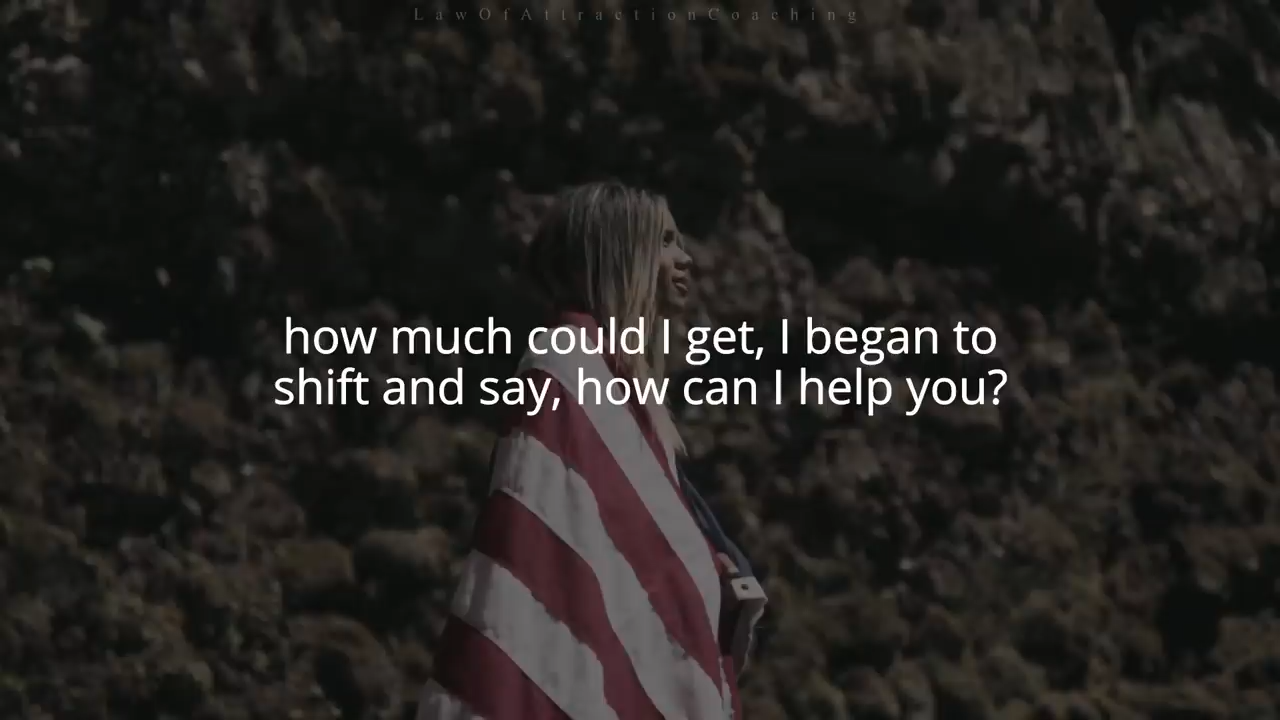 LawOfAttractionCoaching
how much could I get, I began to
shift and say, how can I help you?